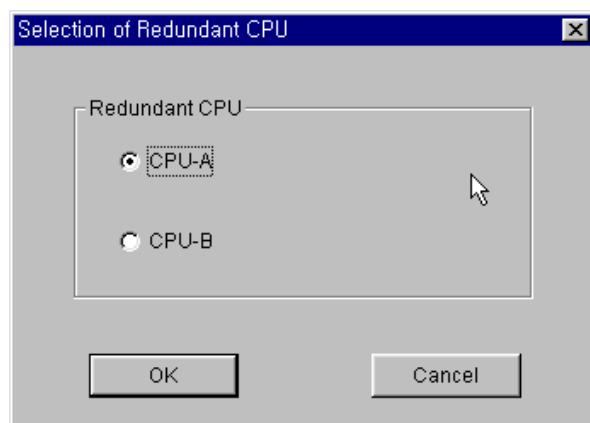 Selection of Redundant CPU
Redundant CPU
CPU-A
CPU-B
OK Cancel